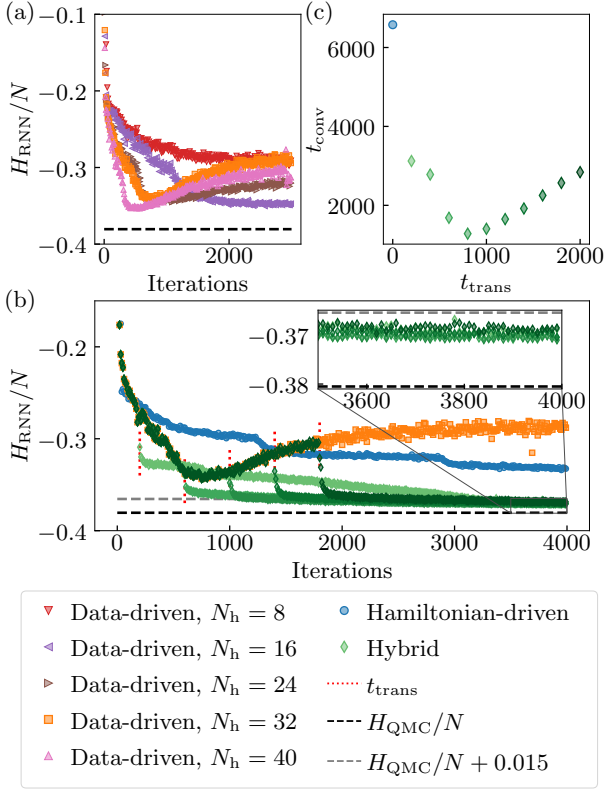 (a)
−0.1
−0.2
−0.3
−0.4
H_RNN/N
0
2000
Iterations
(c)
6000
4000
2000
t_conv
0
1000
2000
t_trans
(b)
−0.2
−0.3
−0.4
H_RNN/N
0
1000
2000
3000
4000
Iterations
−0.37
−0.38
3600
3800
4000
Data-driven, N_h = 8
Data-driven, N_h = 16
Data-driven, N_h = 24
Data-driven, N_h = 32
Data-driven, N_h = 40
Hamiltonian-driven
Hybrid
t_trans
H_QMC/N
H_QMC/N + 0.015